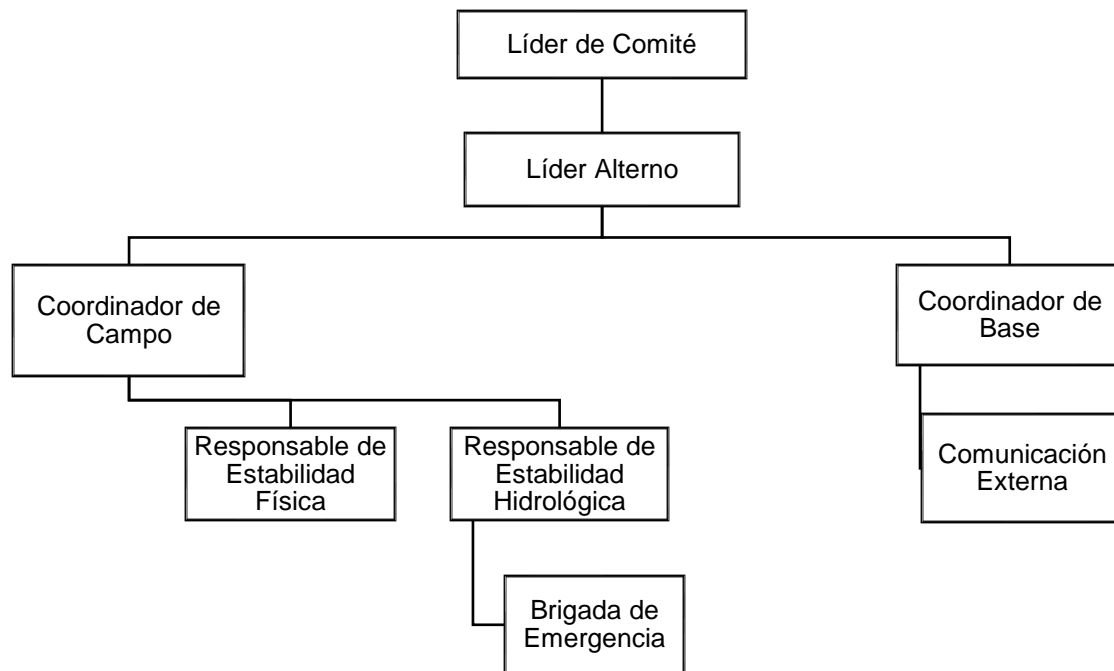 Líder de Comité
Líder Alterno
Coordinador de
Campo
Coordinador de
Base
Responsable de
Estabilidad
Física
Responsable de
Estabilidad
Hidrológica
Comunicación
Externa
Brigada de
Emergencia